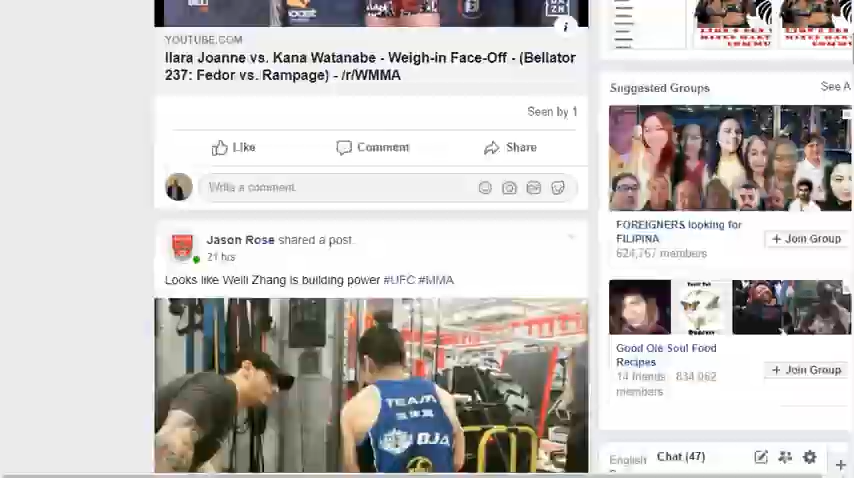 YOUTUBE.COM
Ilara Joanne vs. Kana Watanabe - Weigh-in Face-Off - (Bellator
237: Fedor vs. Rampage) - /r/WMMA
Seen by 1
Like
Comment
Share
Write a comment
Jason Rose shared a post.
21 hrs
Looks like Weili Zhang is building power #UFC #MMA
TEAM
Suggested Groups
See A
FOREIGNERS looking for
FILIPINA
+ Join Group
624,767 members
Good Ole Soul Food
Recipes
+ Join Group
14 friends · 834,062
members
English
Chat (47)